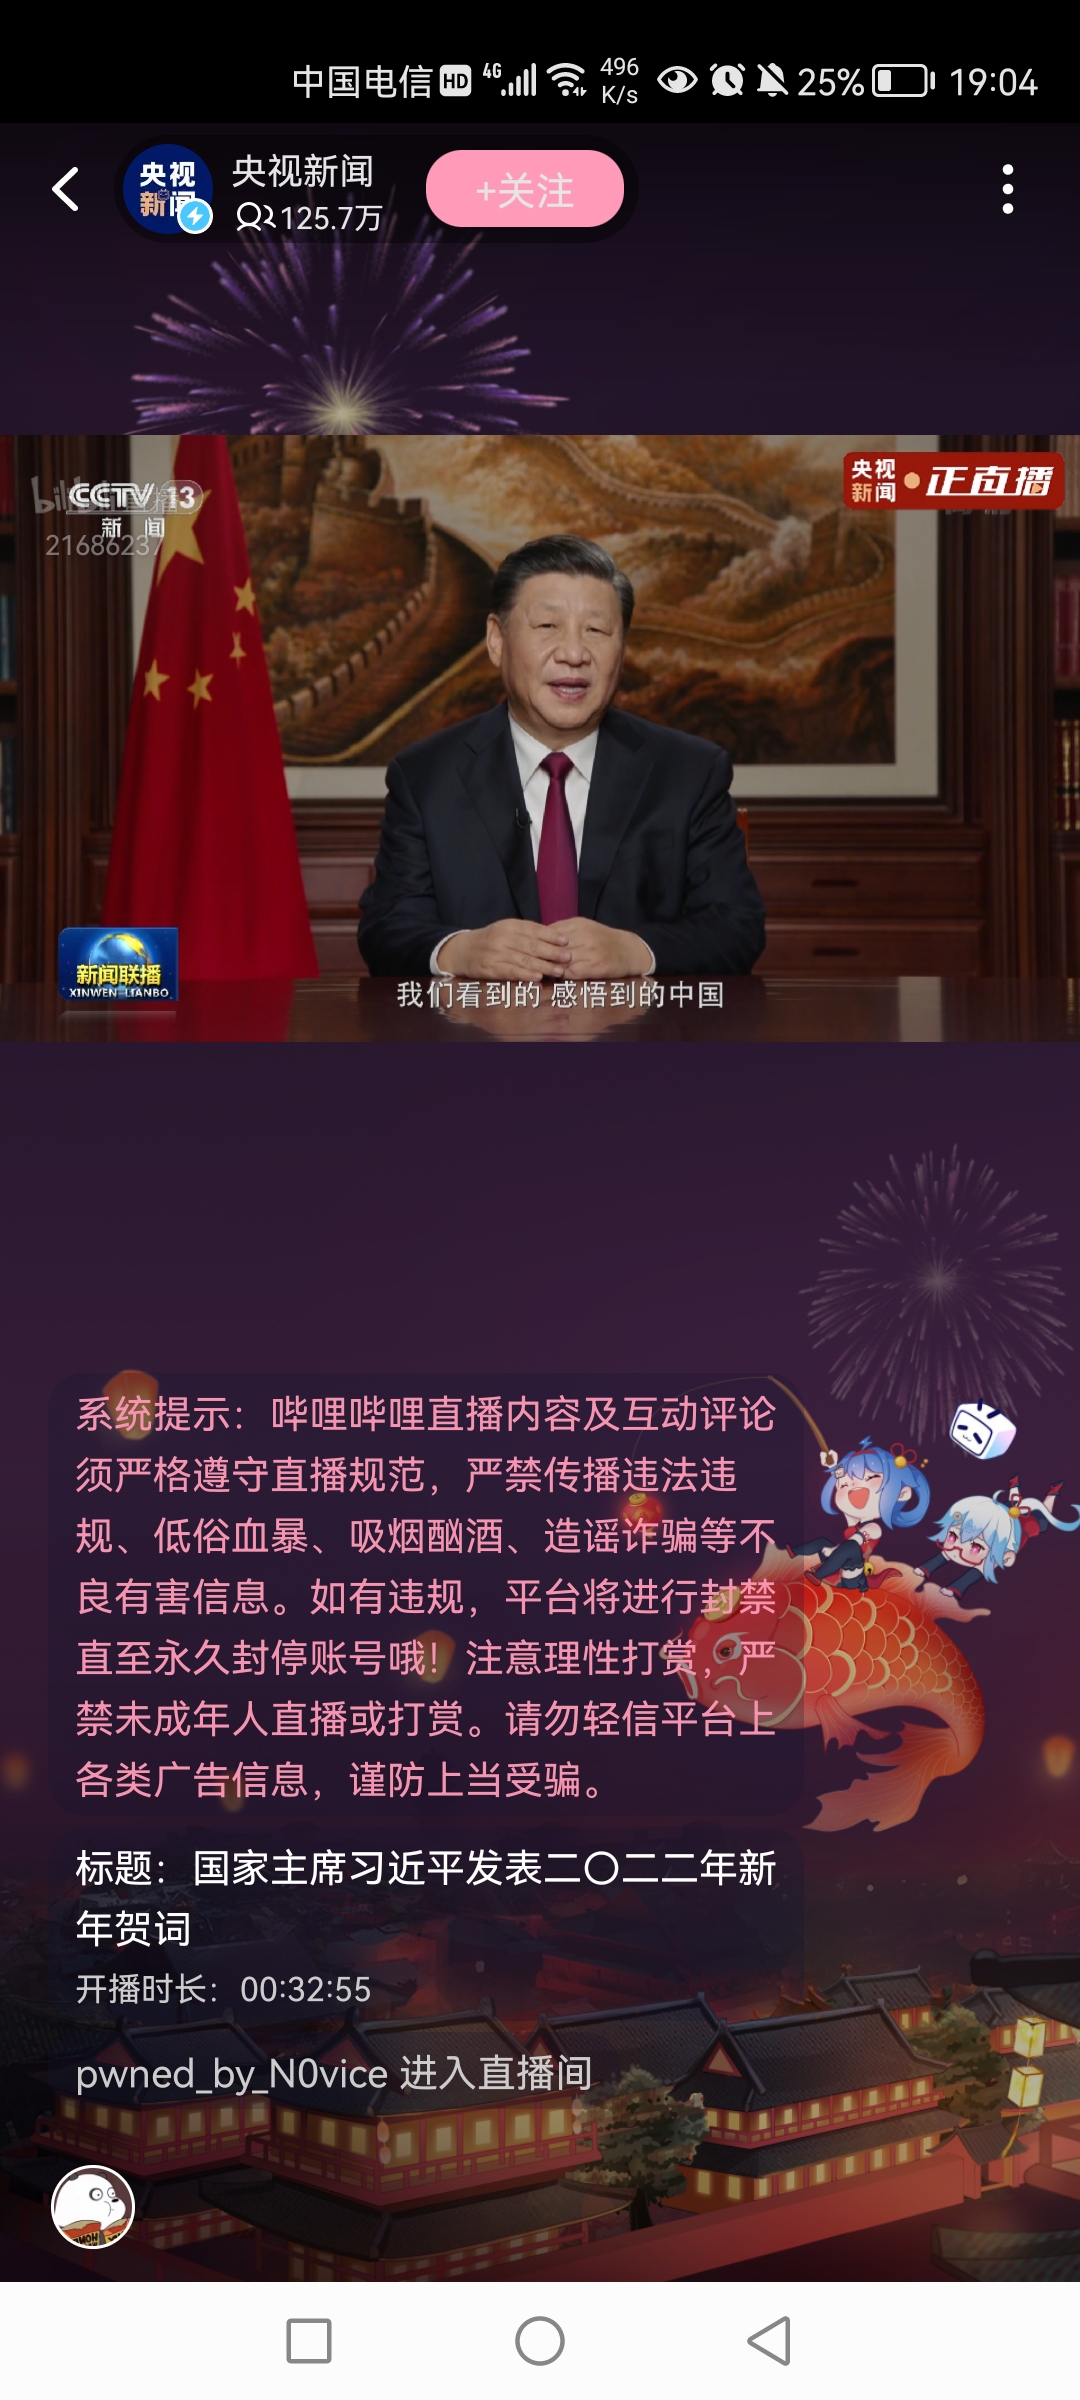 中国电信 HD 4G 496 K/s 25% 19:04
央视新闻
央视新闻
125.7万
+关注
CCTV 13
新闻
21686237
央视新闻 正直播
新闻联播
XINWEN LIANBO
我们看到的 感悟到的中国
系统提示：哔哩哔哩直播内容及互动评论
须严格遵守直播规范，严禁传播违法违
规、低俗血暴、吸烟酗酒、造谣诈骗等不
良有害信息。如有违规，平台将进行封禁
直至永久封停账号哦！注意理性打赏，严
禁未成年人直播或打赏。请勿轻信平台上
各类广告信息，谨防上当受骗。
标题：国家主席习近平发表二〇二二年新
年贺词
开播时长：00:32:55
pwned_by_N0vice 进入直播间